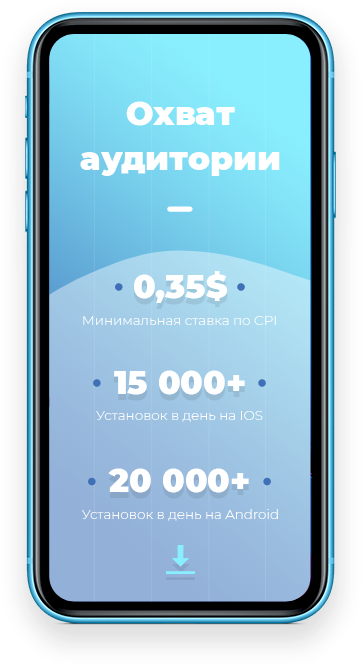 Охват
аудитории
0,35$
Минимальная ставка по CPI
15 000+
Установок в день на IOS
20 000+
Установок в день на Android